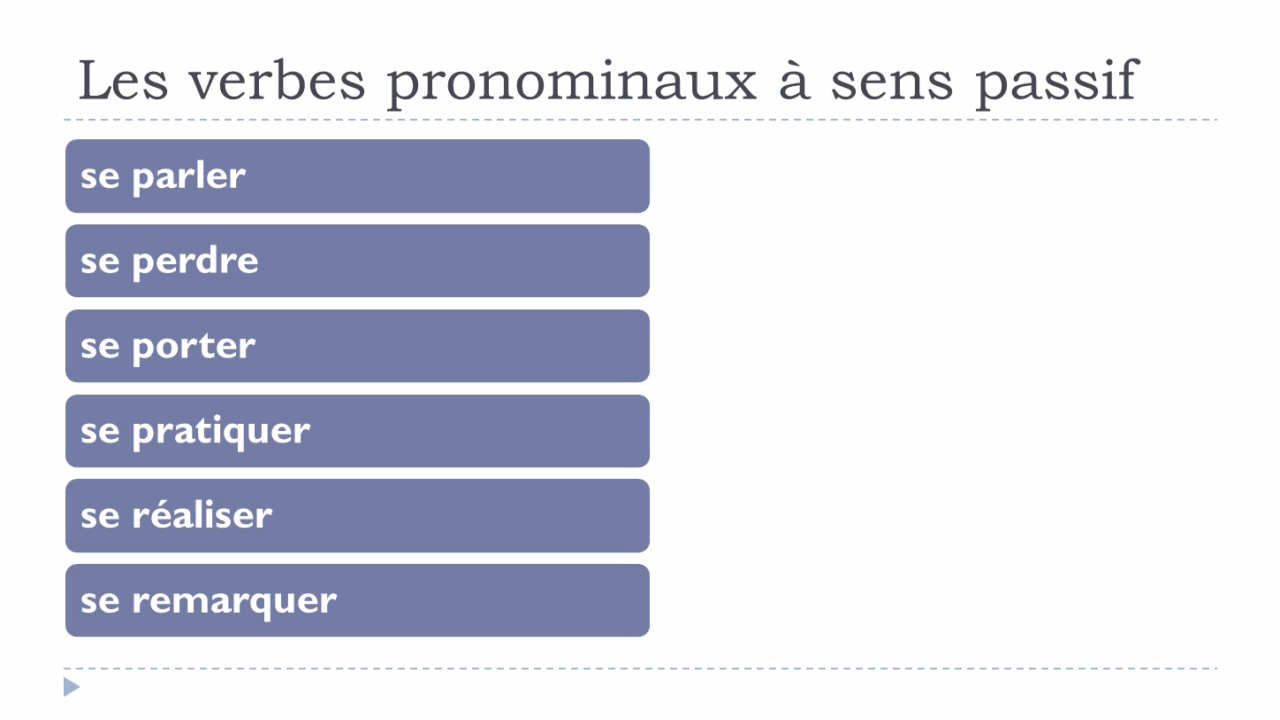 Les verbes pronominaux à sens passif
se parler
se perdre
se porter
se pratiquer
se réaliser
se remarquer